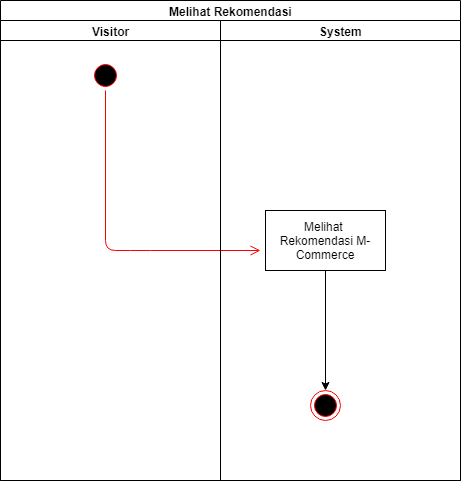 Melihat Rekomendasi
Visitor
System
Melihat
Rekomendasi M-
Commerce